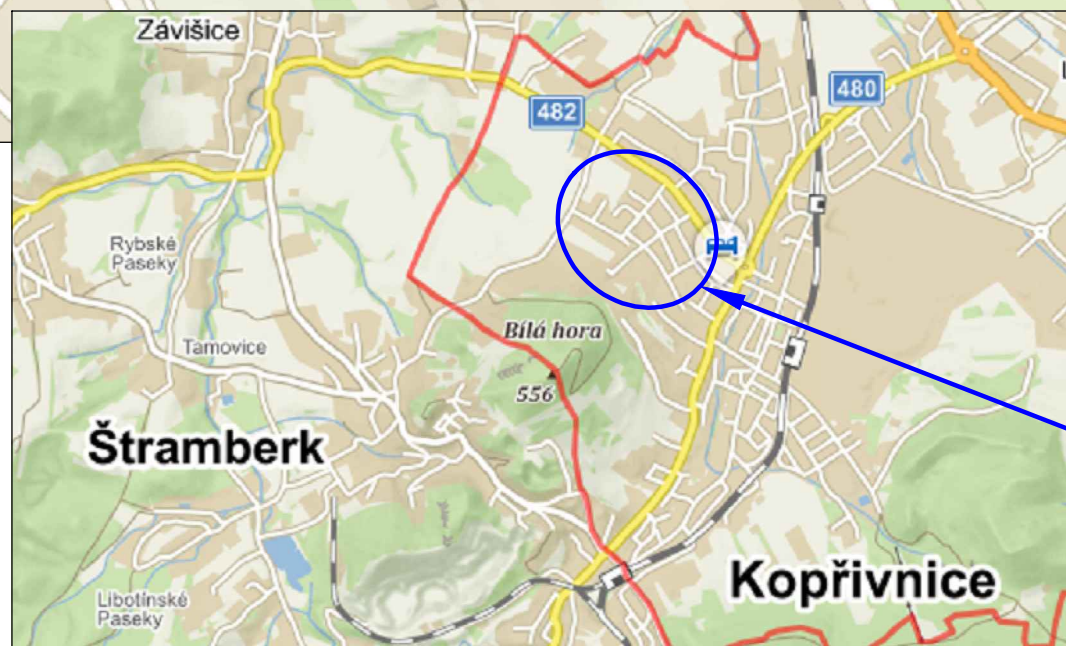 Závišice
482
480
Rybské
Paseky
Bílá hora
Tamovice
556
Štramberk
Kopřivnice
Libotínské
Paseky